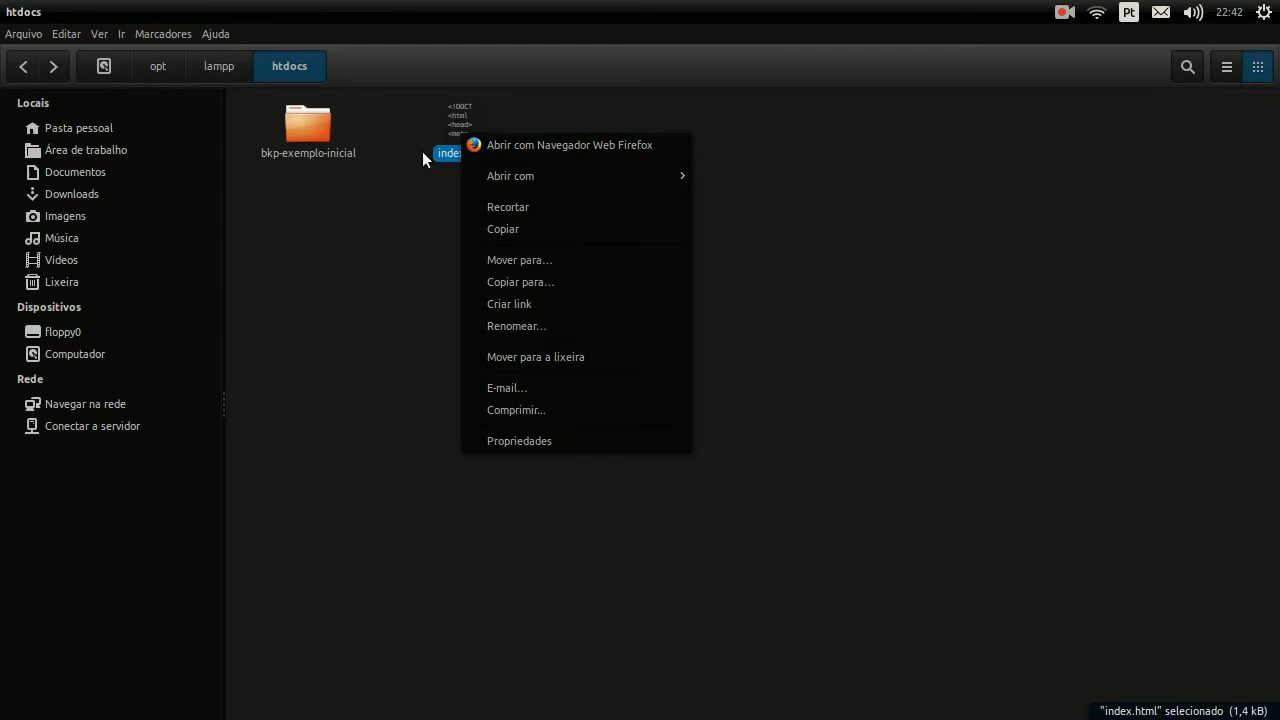 htdocs
Pt
22:42
Arquivo Editar Ver Ir Marcadores Ajuda
opt lampp htdocs
Locais
Pasta pessoal
Área de trabalho
Documentos
Downloads
Imagens
Música
Vídeos
Lixeira
Dispositivos
floppy0
Computador
Rede
Navegar na rede
Conectar a servidor
bkp-exemplo-inicial
<!DOCT
<html
<head>
<met
index
Abrir com Navegador Web Firefox
Abrir com
Recortar
Copiar
Mover para…
Copiar para…
Criar link
Renomear…
Mover para a lixeira
E-mail…
Comprimir...
Propriedades
"index.html" selecionado (1,4 kB)